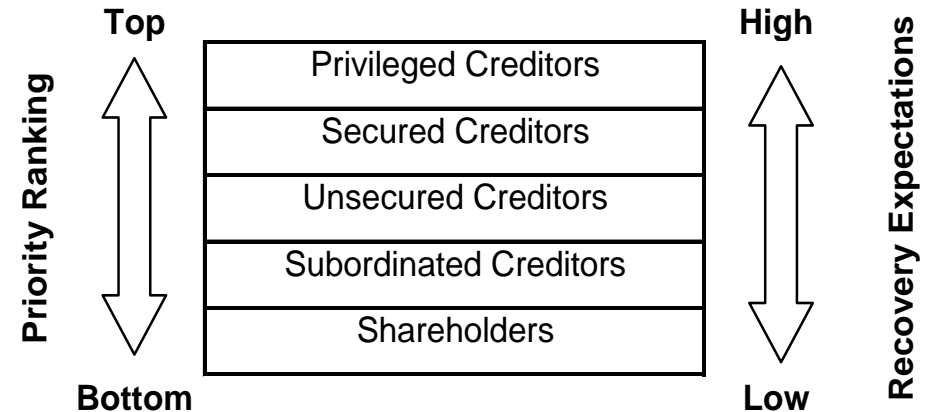 Top
High
Priority Ranking
Privileged Creditors
Secured Creditors
Unsecured Creditors
Subordinated Creditors
Shareholders
Recovery Expectations
Bottom
Low